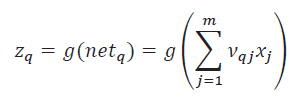 z_q = g(net_q) = g(∑_{j=1}^{m} v_{qj}x_j)